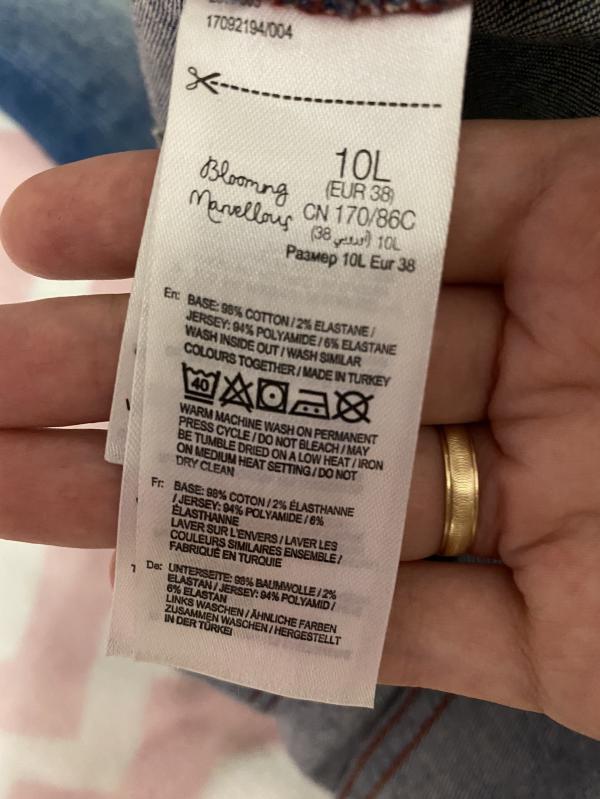 17092194/004
Blooming
Marvellous
10L
(EUR 38)
CN 170/86C
10L
Размер 10L Eur 38
En: BASE: 98% COTTON / 2% ELASTANE /
JERSEY: 94% POLYAMIDE / 6% ELASTANE
WASH INSIDE OUT / WASH SIMILAR
COLOURS TOGETHER / MADE IN TURKEY
40
WARM MACHINE WASH ON PERMANENT
PRESS CYCLE / DO NOT BLEACH / MAY
BE TUMBLE DRIED ON A LOW HEAT / IRON
ON MEDIUM HEAT SETTING / DO NOT
DRY CLEAN
Fr: BASE: 98% COTON / 2% ÉLASTHANNE
/ JERSEY: 94% POLYAMIDE / 6%
ÉLASTHANNE
LAVER SUR L'ENVERS / LAVER LES
COULEURS SIMILAIRES ENSEMBLE /
FABRIQUÉ EN TURQUIE
De: UNTERSEITE: 98% BAUMWOLLE / 2%
ELASTAN / JERSEY: 94% POLYAMID /
6% ELASTAN
LINKS WASCHEN / ÄHNLICHE FARBEN
ZUSAMMEN WASCHEN / HERGESTELLT
IN DER TÜRKEI